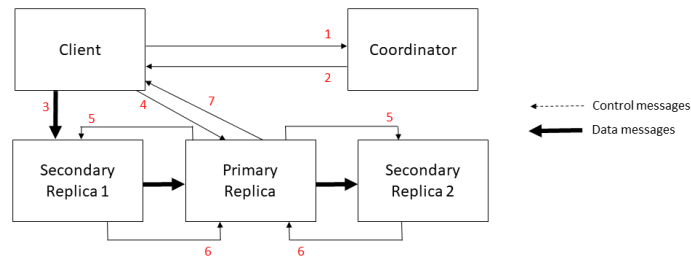 1
Client
Coordinator
2
3
4
7
5
5
Control messages
Data messages
Secondary
Replica 1
Primary
Replica
Secondary
Replica 2
6
6